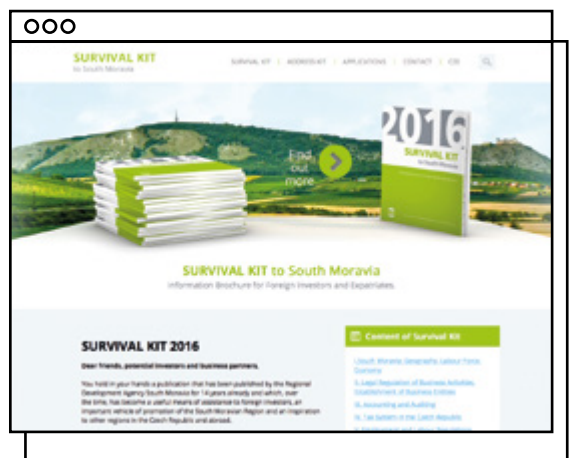 SURVIVAL KIT
to South Moravia
SURVIVAL KIT | ADDRESS KIT | APPLICATIONS | CONTACT | CZE
Find
out
more
2016
SURVIVAL KIT
to South Moravia
SURVIVAL KIT to South Moravia
Information Brochure for Foreign Investors and Expatriates.
SURVIVAL KIT 2016
Dear friends, potential investors and business partners,
You hold in your hands a publication that has been published by the Regional
Development Agency South Moravia for 14 years already and which, over
the time, has become a useful means of assistance to foreign investors, an
important vehicle of promotion of the South Moravian Region and an inspiration
to other regions in the Czech Republic and abroad.
Content of Survival Kit
I. South Moravia: Geography, Labour Force,
Economy
II. Legal Regulation of Business Activities,
Establishment of Business Entities
III. Accounting and Auditing
IV. Tax System in the Czech Republic